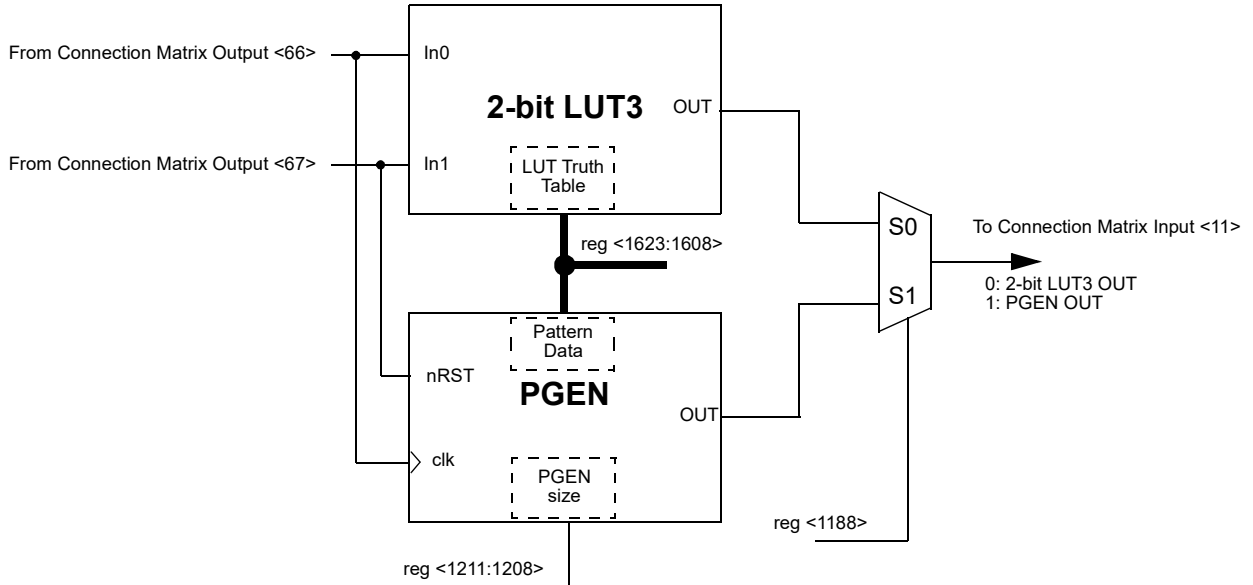 From Connection Matrix Output <66>
In0
2-bit LUT3
OUT
From Connection Matrix Output <67>
In1
LUT Truth
Table
reg <1623:1608>
S0
To Connection Matrix Input <11>
0: 2-bit LUT3 OUT
1: PGEN OUT
S1
Pattern
Data
nRST
PGEN
OUT
clk
PGEN
size
reg <1188>
reg <1211:1208>